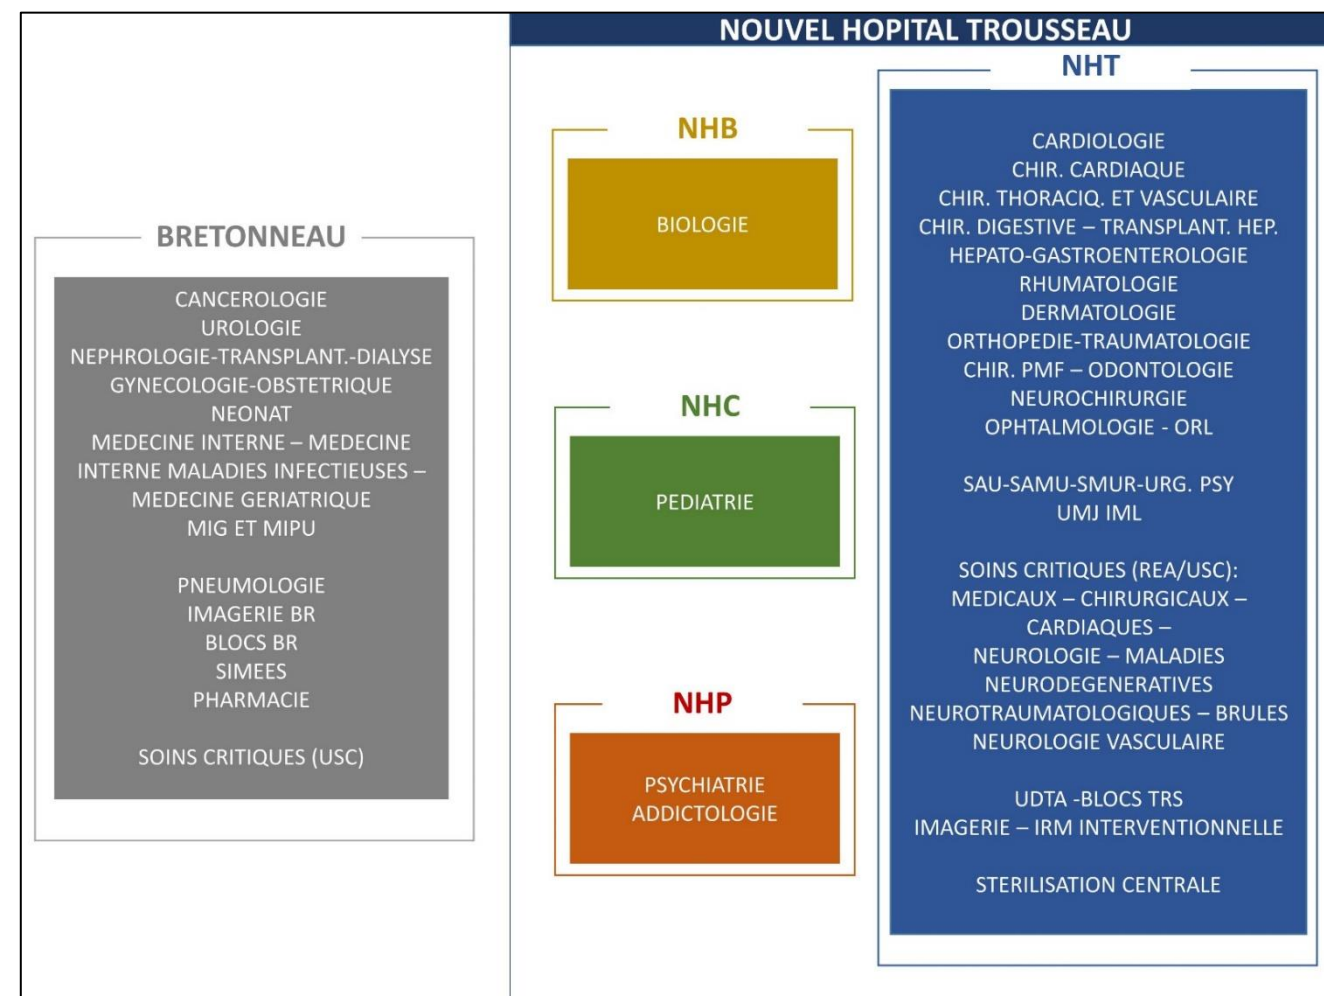 NOUVEL HOPITAL TROUSSEAU
BRETONNEAU
CANCEROLOGIE
UROLOGIE
NEPHROLOGIE-TRANSPLANT.-DIALYSE
GYNECOLOGIE-OBSTETRIQUE
NEONAT
MEDECINE INTERNE – MEDECINE
INTERNE MALADIES INFECTIEUSES –
MEDECINE GERIATRIQUE
MIG ET MIPU
PNEUMOLOGIE
IMAGERIE BR
BLOCS BR
SIMEES
PHARMACIE
SOINS CRITIQUES (USC)
NHB
BIOLOGIE
NHC
PEDIATRIE
NHP
PSYCHIATRIE
ADDICTOLOGIE
NHT
CARDIOLOGIE
CHIR. CARDIAQUE
CHIR. THORACIQ. ET VASCULAIRE
CHIR. DIGESTIVE – TRANSPLANT. HEP.
HEPATO-GASTROENTEROLOGIE
RHUMATOLOGIE
DERMATOLOGIE
ORTHOPEDIE-TRAUMATOLOGIE
CHIR. PMF – ODONTOLOGIE
NEUROCHIRURGIE
OPHTALMOLOGIE - ORL
SAU-SAMU-SMUR-URG. PSY
UMJ IML
SOINS CRITIQUES (REA/USC):
MEDICAUX – CHIRURGICAUX –
CARDIAQUES –
NEUROLOGIE – MALADIES
NEURODEGENERATIVES
NEUROTRAUMATOLOGIQUES – BRULES
NEUROLOGIE VASCULAIRE
UDTA -BLOCS TRS
IMAGERIE – IRM INTERVENTIONNELLE
STERILISATION CENTRALE